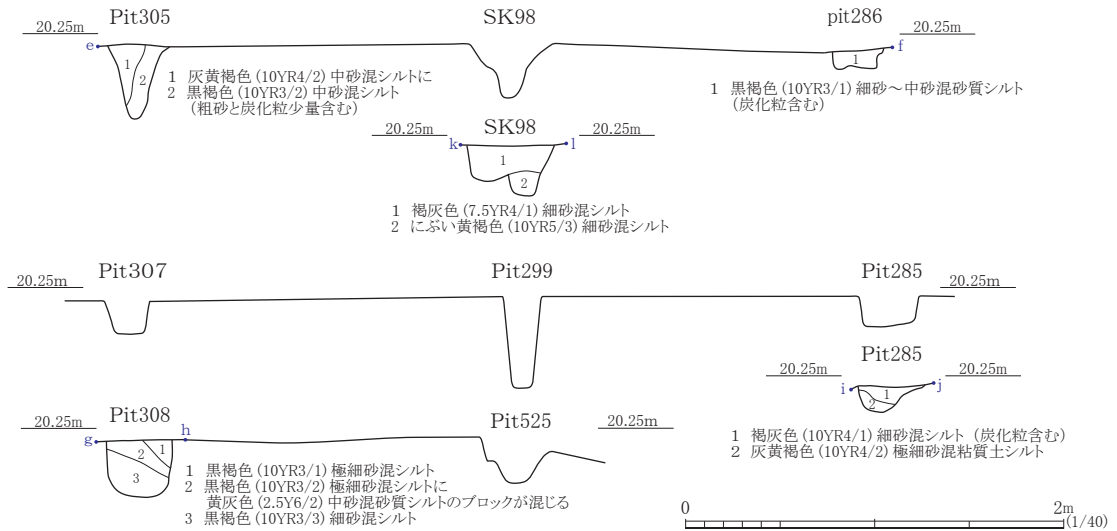 Pit305
SK98
pit286
20.25m
20.25m
e
f
1
2
1
1 灰黄褐色(10YR4/2)中砂混シルトに
2 黒褐色(10YR3/2)中砂混シルト
(粗砂と炭化粒少量含む)
1 黒褐色(10YR3/1)細砂~中砂混砂質シルト
(炭化粒含む)
SK98
20.25m
20.25m
k
l
1
2
1 褐灰色(7.5YR4/1)細砂混シルト
2 にぶい黄褐色(10YR5/3)細砂混シルト
Pit307
Pit299
Pit285
20.25m
20.25m
Pit285
20.25m
20.25m
i
j
1
2
1 褐灰色(10YR4/1)細砂混シルト(炭化粒含む)
2 灰黄褐色(10YR4/2)極細砂混粘質土シルト
Pit308
Pit525
20.25m
20.25m
g
h
2
1
3
1 黒褐色(10YR3/1)極細砂混シルト
2 黒褐色(10YR3/2)極細砂混シルトに
黄灰色(2.5Y6/2)中砂混砂質シルトのブロックが混じる
3 黒褐色(10YR3/3)細砂混シルト
0
2m
(1/40)